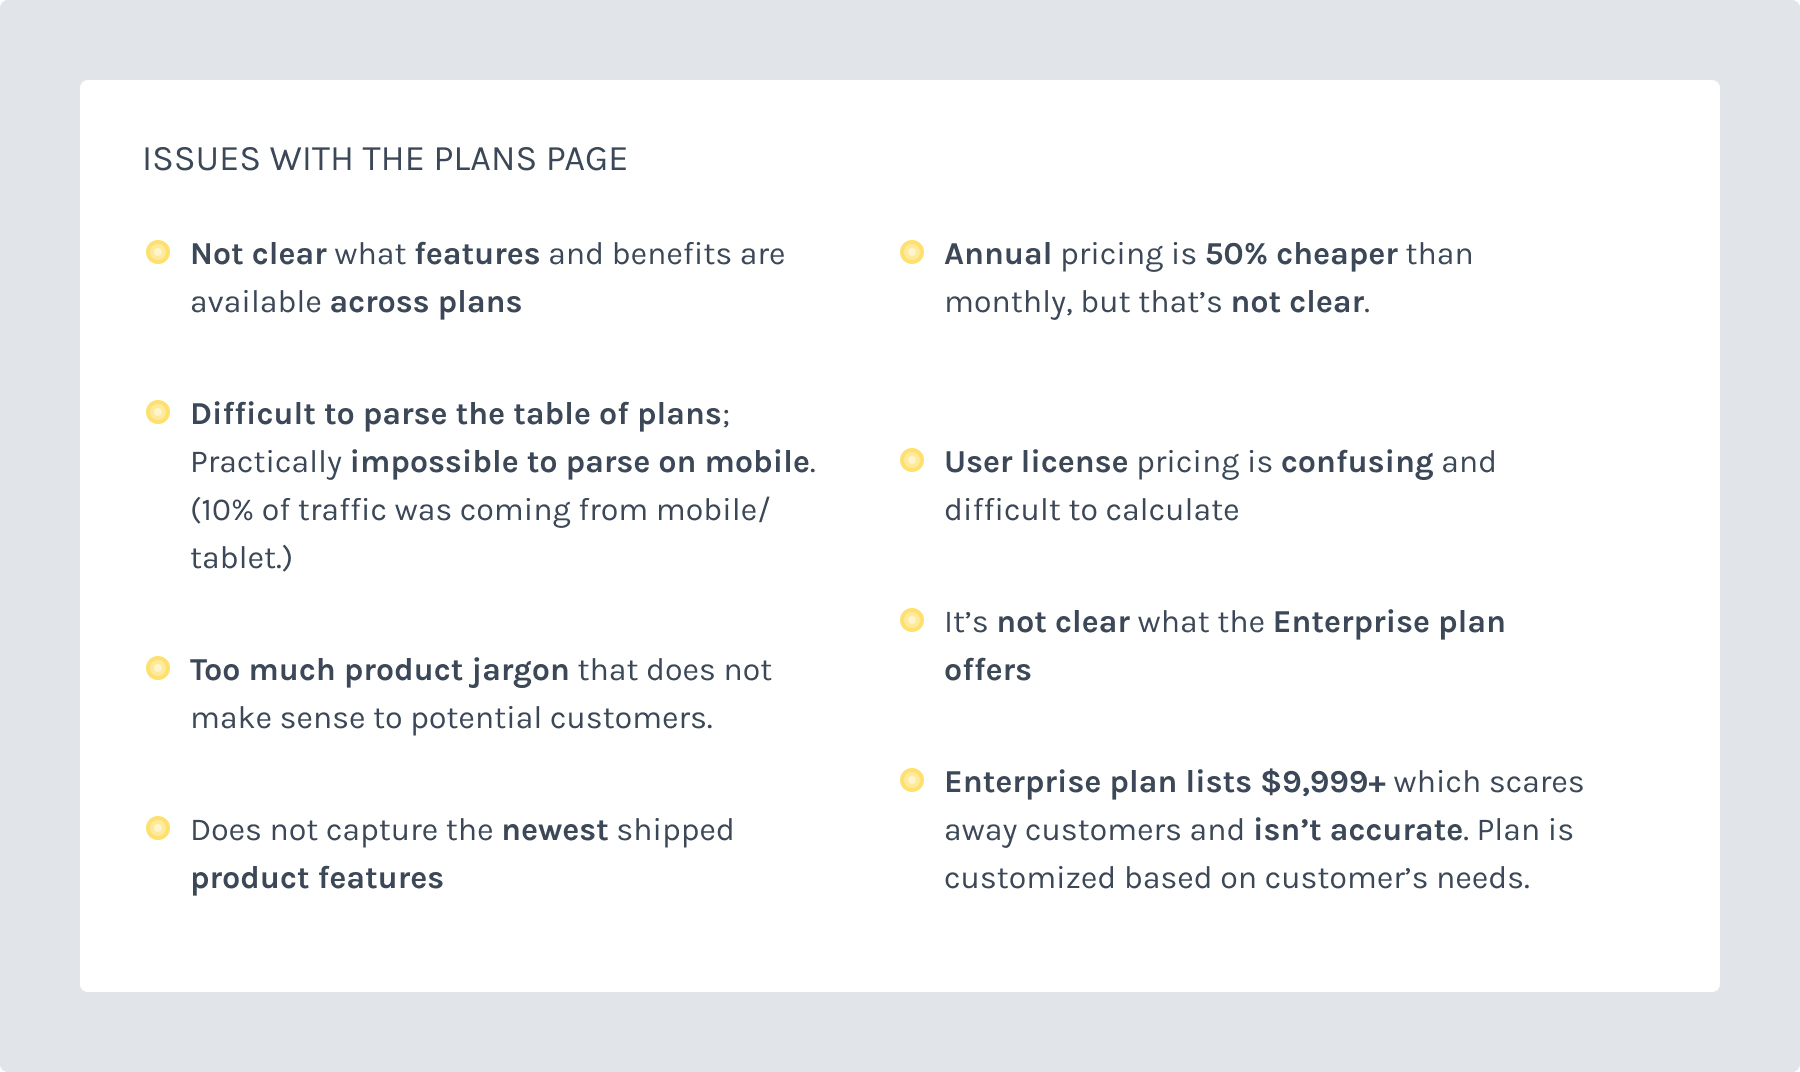 ISSUES WITH THE PLANS PAGE
Not clear what features and benefits are
available across plans
Difficult to parse the table of plans;
Practically impossible to parse on mobile.
(10% of traffic was coming from mobile/
tablet.)
Too much product jargon that does not
make sense to potential customers.
Does not capture the newest shipped
product features
Annual pricing is 50% cheaper than
monthly, but that’s not clear.
User license pricing is confusing and
difficult to calculate
It’s not clear what the Enterprise plan
offers
Enterprise plan lists $9,999+ which scares
away customers and isn’t accurate. Plan is
customized based on customer’s needs.